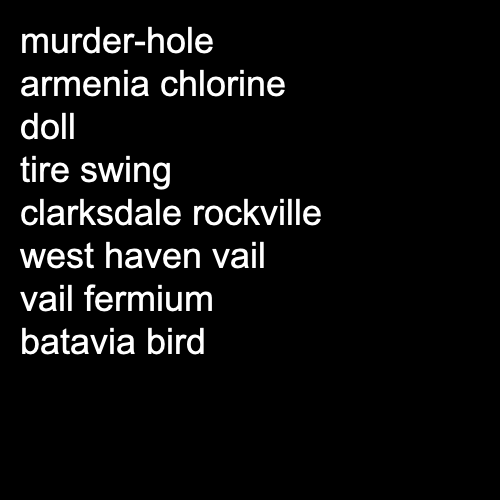 murder-hole
armenia chlorine
doll
tire swing
clarksdale rockville
west haven vail
vail fermium
batavia bird